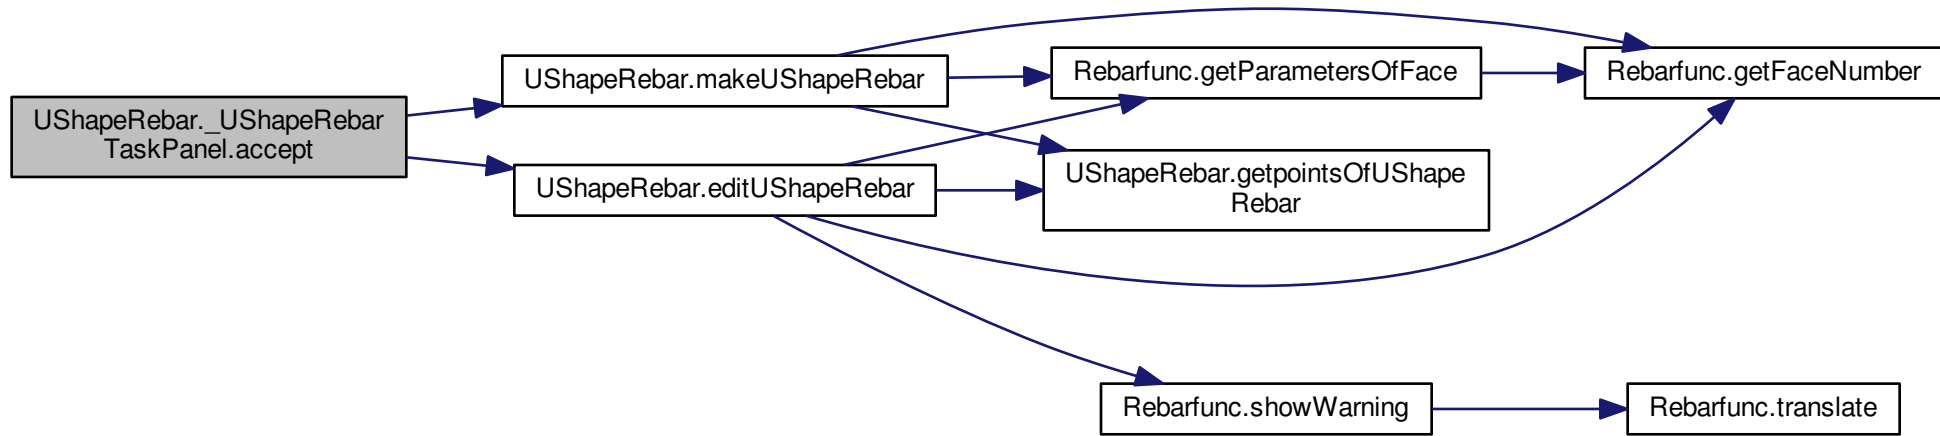 UShapeRebar._UShapeRebar
TaskPanel.accept
UShapeRebar.makeUShapeRebar
UShapeRebar.editUShapeRebar
Rebarfunc.getParametersOfFace
UShapeRebar.getpointsOfUShape
Rebar
Rebarfunc.showWarning
Rebarfunc.getFaceNumber
Rebarfunc.translate